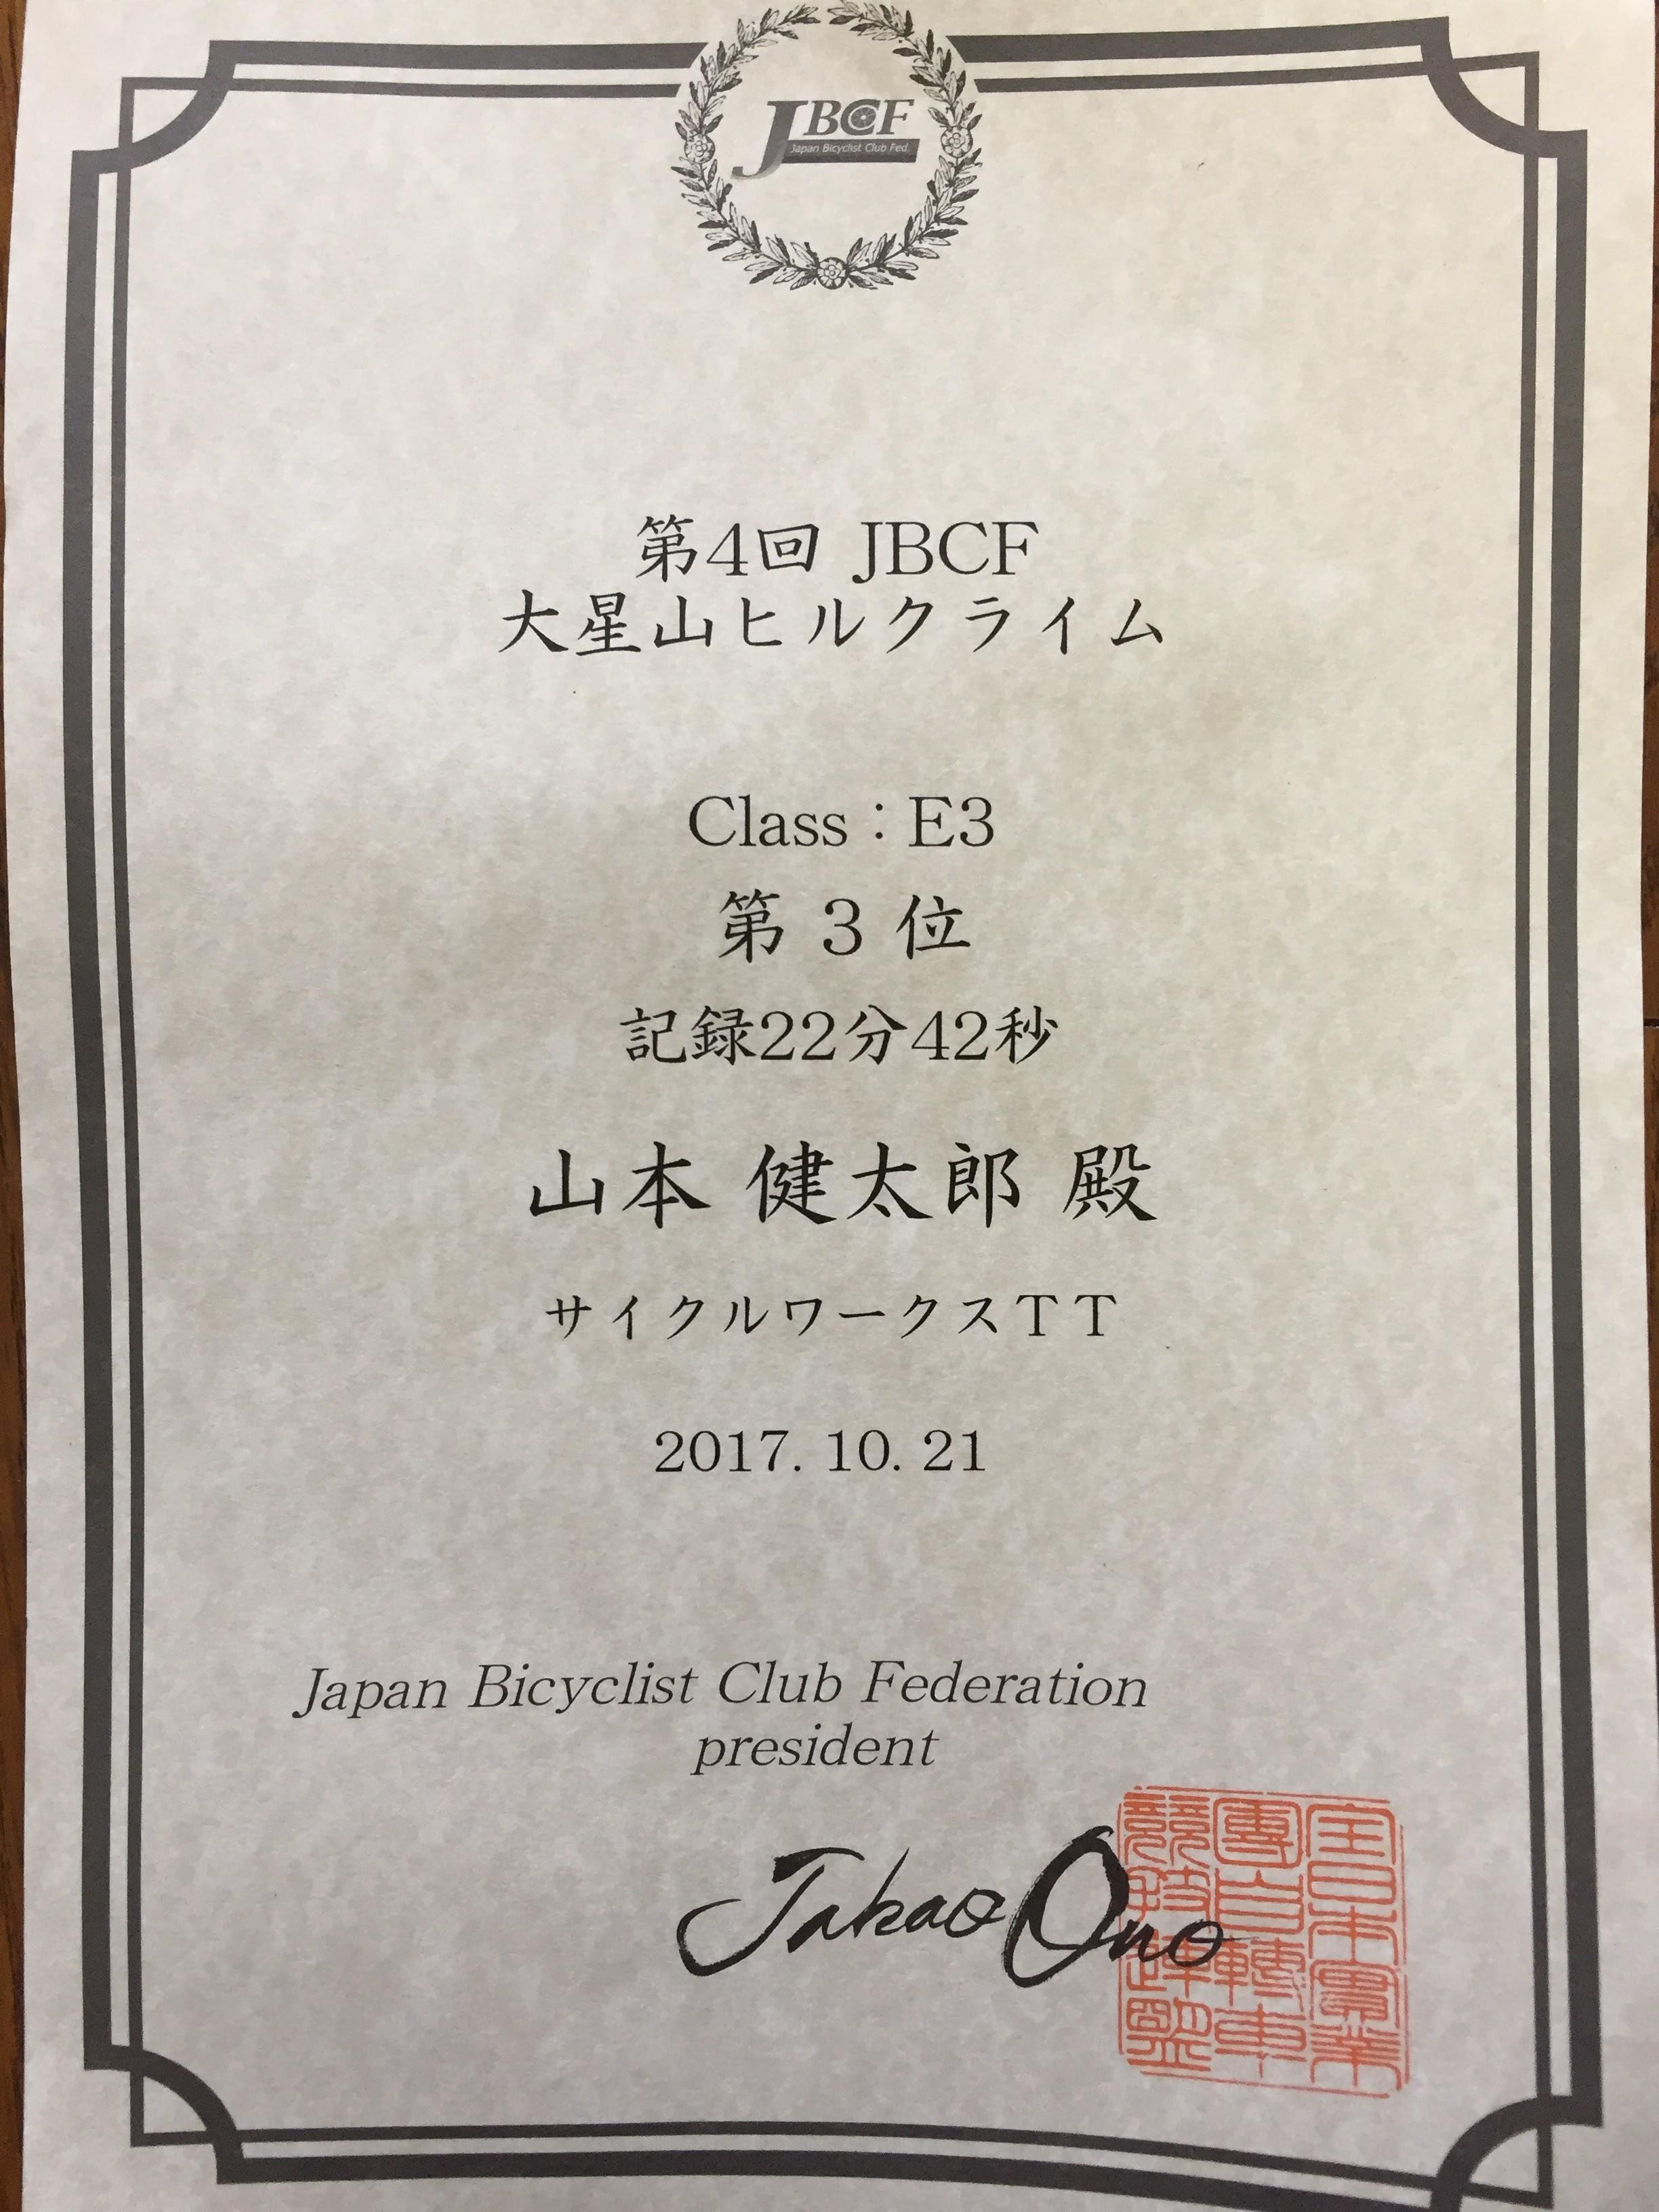 JBCF
Japan Bicyclist Club Fed.
第4回 JBCF
大星山ヒルクライム
Class：E3
第 3 位
記録22分42秒
山本 健太郎 殿
サイクルワークスＴＴ
2017. 10. 21
Japan Bicyclist Club Federation
president
Takao Ono